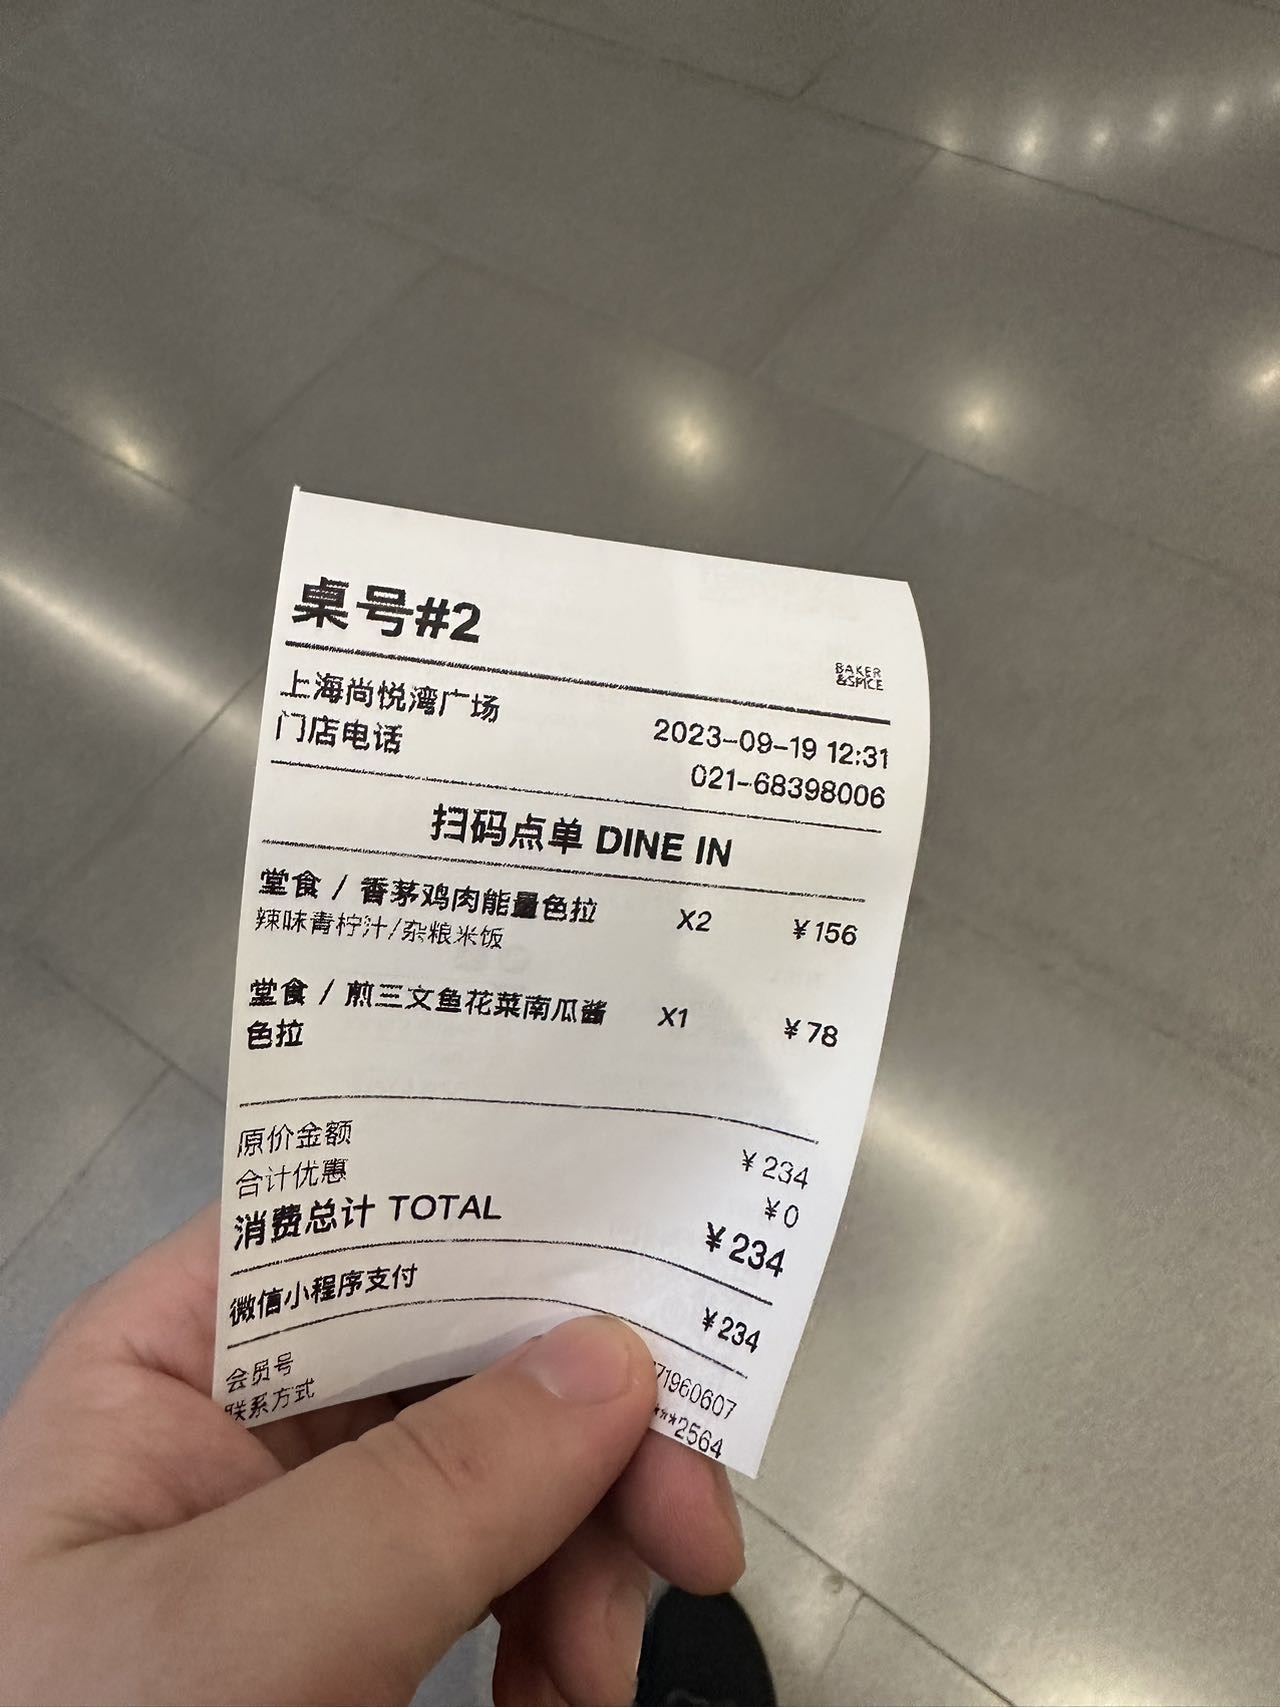 桌号#2
BAKER
&SPICE
上海尚悦湾广场 2023-09-19 12:31
门店电话 021-68398006
扫码点单 DINE IN
堂食 / 香茅鸡肉能量色拉 X2 ¥156
辣味青柠汁/杂粮米饭
堂食 / 煎三文鱼花菜南瓜酱 X1 ¥78
色拉
原价金额 ¥234
合计优惠 ¥0
消费总计 TOTAL ¥234
微信小程序支付 ¥234
会员号 71960607
联系方式 ***2564